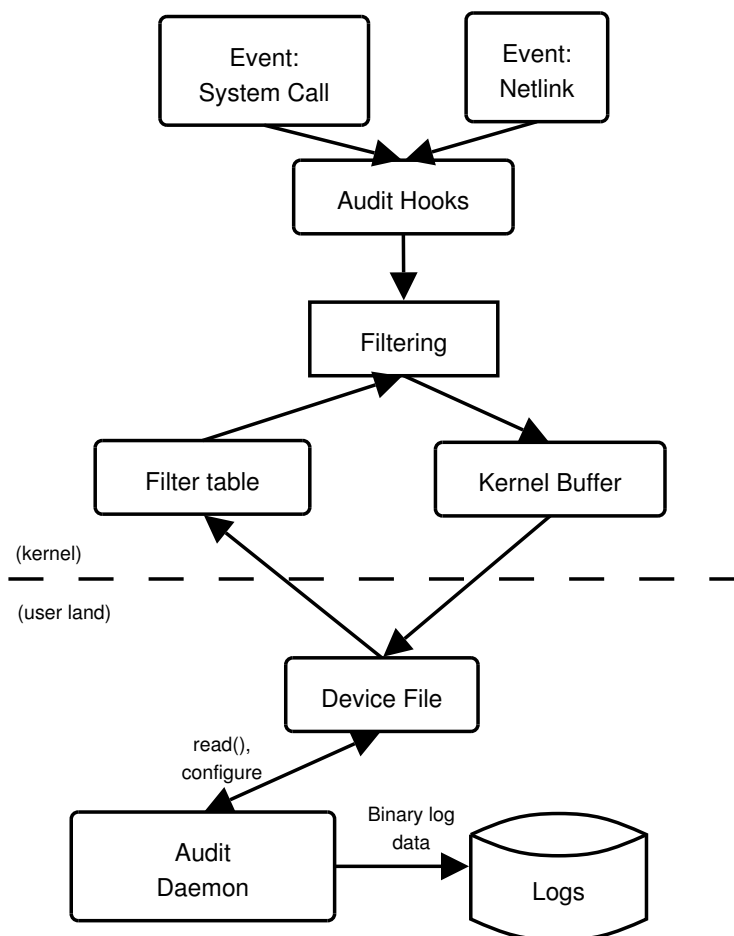 Event:
System Call
Event:
Netlink
Audit Hooks
Filtering
Filter table
Kernel Buffer
(kernel)
(user land)
Device File
read(),
configure
Audit
Daemon
Binary log
data
Logs